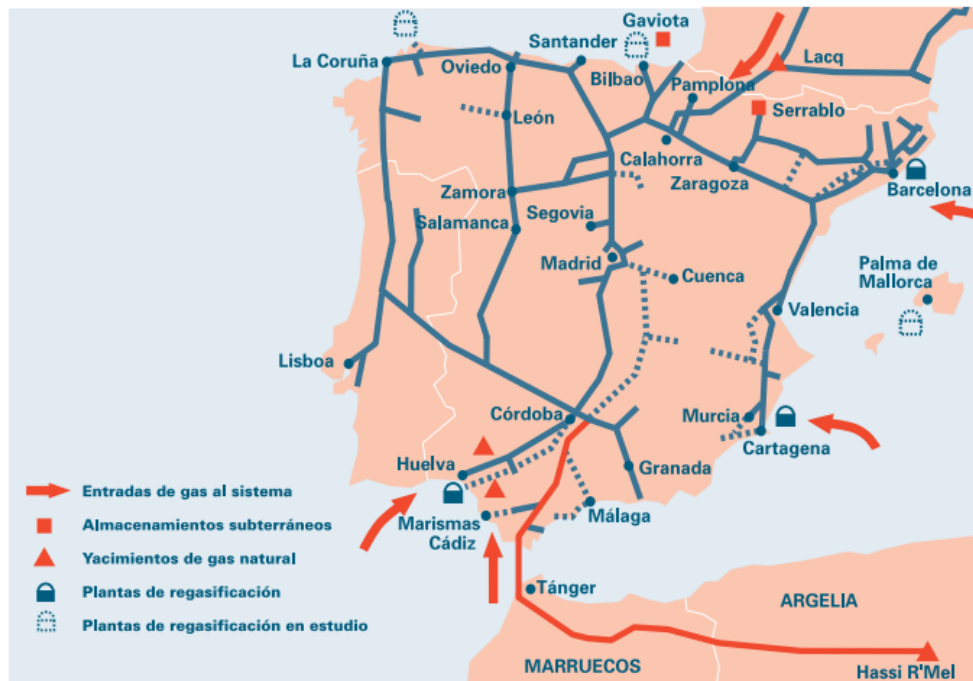 Gaviota
Santander
La Coruña
Oviedo
Bilbao
Lacq
Pamplona
León
Serrablo
Calahorra
Zaragoza
Barcelona
Zamora
Salamanca
Segovia
Madrid
Cuenca
Palma de
Mallorca
Valencia
Lisboa
Córdoba
Murcia
Cartagena
Huelva
Granada
Marismas
Cádiz
Málaga
Entradas de gas al sistema
Almacenamientos subterráneos
Yacimientos de gas natural
Plantas de regasificación
Plantas de regasificación en estudio
Tánger
ARGELIA
MARRUECOS
Hassi R'Mel